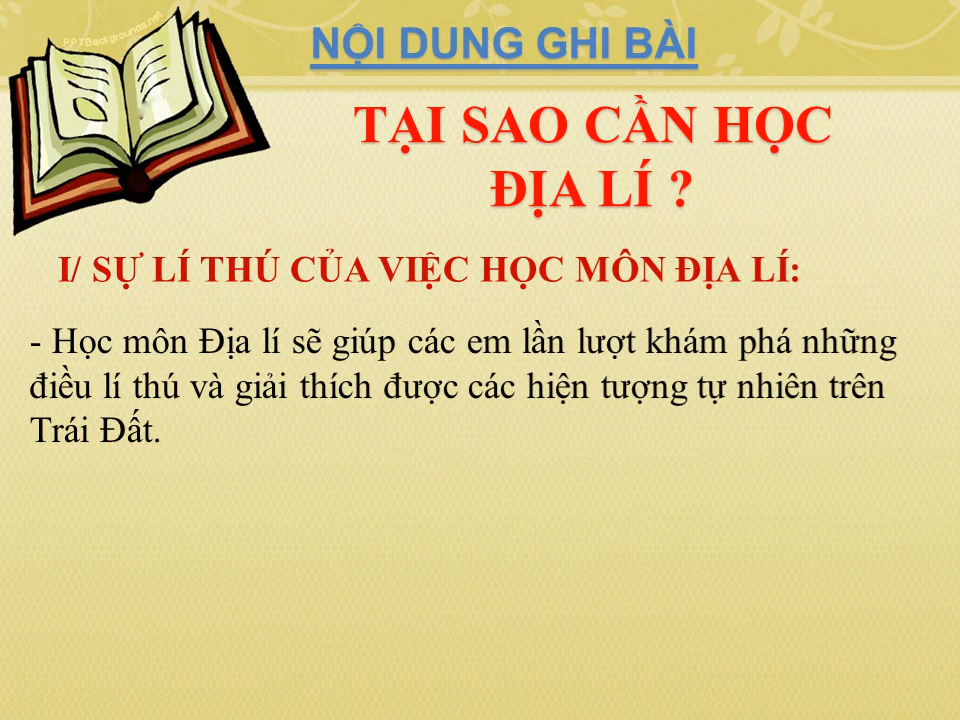 PPTBackgrounds.net
NỘI DUNG GHI BÀI
TẠI SAO CẦN HỌC
ĐỊA LÍ ?
I/ SỰ LÍ THÚ CỦA VIỆC HỌC MÔN ĐỊA LÍ:
- Học môn Địa lí sẽ giúp các em lần lượt khám phá những
điều lí thú và giải thích được các hiện tượng tự nhiên trên
Trái Đất.